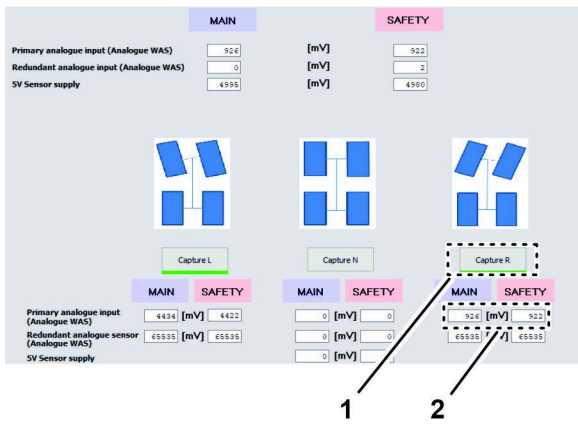 MAIN SAFETY
Primary analogue input (Analogue WAS) 926 [mV] 922
Redundant analogue input (Analogue WAS) 0 [mV] 2
5V Sensor supply 4995 [mV] 4980
Capture L Capture N Capture R
MAIN SAFETY MAIN SAFETY MAIN SAFETY
Primary analogue input
(Analogue WAS) 4434 [mV] 4422 0 [mV] 0 926 [mV] 922
Redundant analogue sensor
(Analogue WAS) 65535 [mV] 65535 0 [mV] 0 65535 [mV] 65535
5V Sensor supply 0 [mV]
1 2